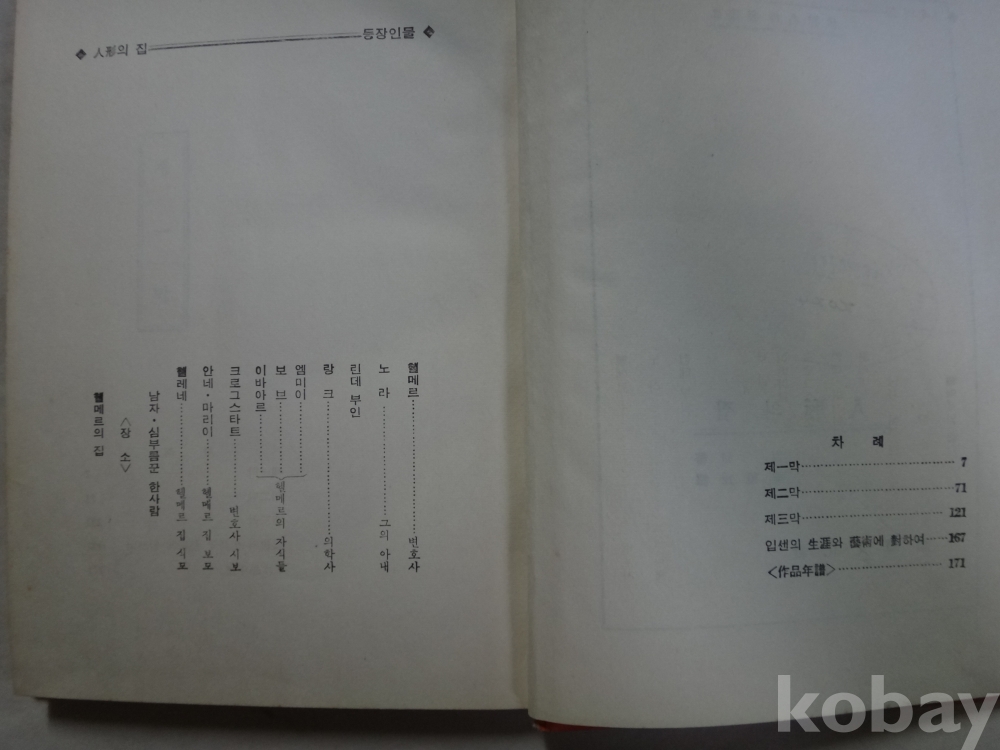 人形의 집 등장인물
헬메르……변호사
노라……그의 아내
린데 부인
랑크……의학사
엠미이
보브……헬메르의 자식들
이바아르
크로그스타트……변호사 시보
안네・마리이……헬메르 집 보모
헬레네……헬메르 집 식모
남자・심부름꾼 한사람
<장소>
헬메르의 집
차례
제一막……7
제二막……71
제三막……121
입센의 生涯와 藝術에 對하여……167
<作品年譜>……171
kobay